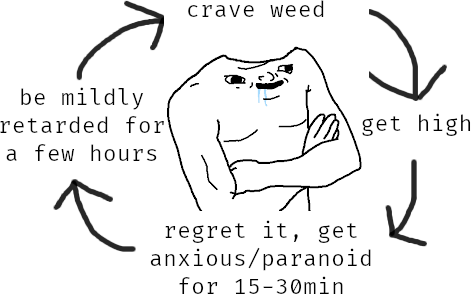 crave weed
get high
regret it, get
anxious/paranoid
for 15-30min
be mildly
retarded for
a few hours